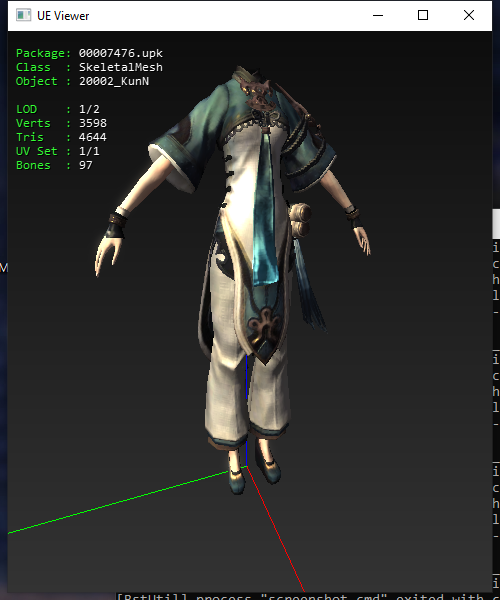 UE Viewer
Package: 00007476.upk
Class : SkeletalMesh
Object : 20002_KunN
LOD : 1/2
Verts : 3598
Tris : 4644
UV Set : 1/1
Bones : 97
M
i
c
h
l
-
i
c
h
l
-
i
c
h
l
-
i
[BstUtil] process "screenshot.cmd" exited with c